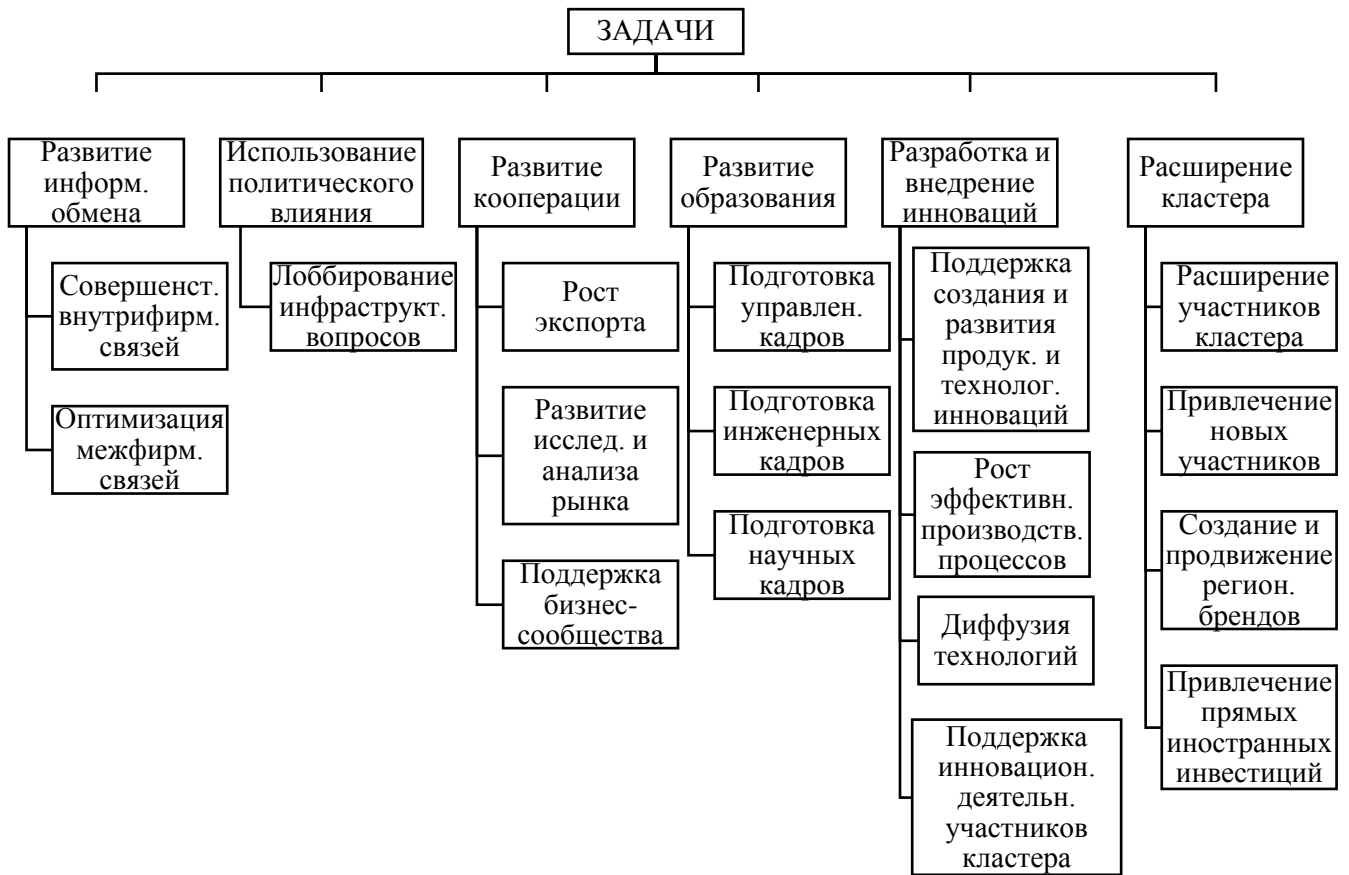 ЗАДАЧИ
Развитие
информ.
обмена
Совершенст.
внутрифирм.
связей
Оптимизация
межфирм.
связей
Использование
политического
влияния
Лоббирование
инфраструкт.
вопросов
Развитие
кооперации
Рост
экспорта
Развитие
исслед. и
анализа
рынка
Поддержка
бизнес-
сообщества
Развитие
образования
Подготовка
управлен.
кадров
Подготовка
инженерных
кадров
Подготовка
научных
кадров
Разработка и
внедрение
инноваций
Поддержка
создания и
развития
продук. и
технолог.
инноваций
Рост
эффективн.
производств.
процессов
Диффузия
технологий
Поддержка
инновацион.
деятельн.
участников
кластера
Расширение
кластера
Расширение
участников
кластера
Привлечение
новых
участников
Создание и
продвижение
регион.
брендов
Привлечение
прямых
иностранных
инвестиций